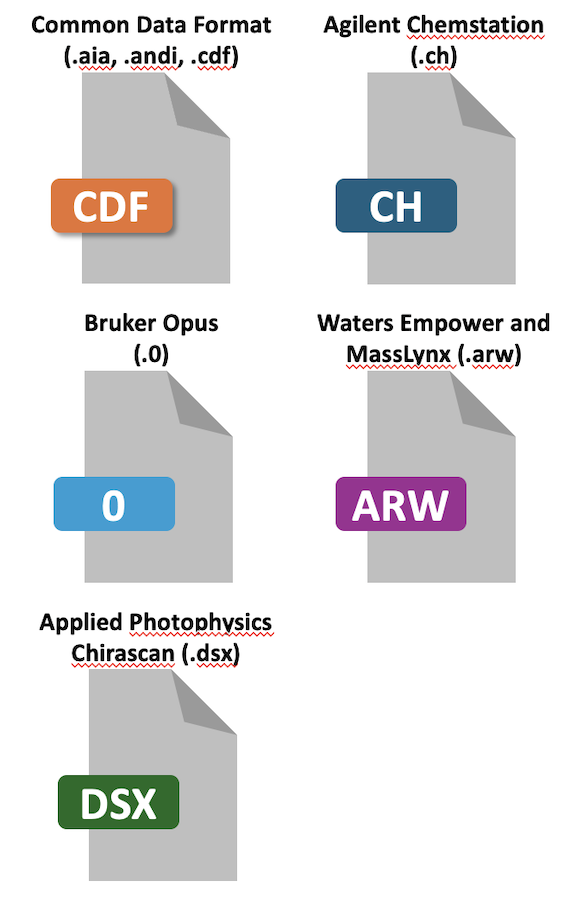 Common Data Format
(.aia, .andi, .cdf)
CDF
Agilent Chemstation
(.ch)
CH
Bruker Opus
(.0)
0
Waters Empower and
MassLynx (.arw)
ARW
Applied Photophysics
Chirascan (.dsx)
DSX